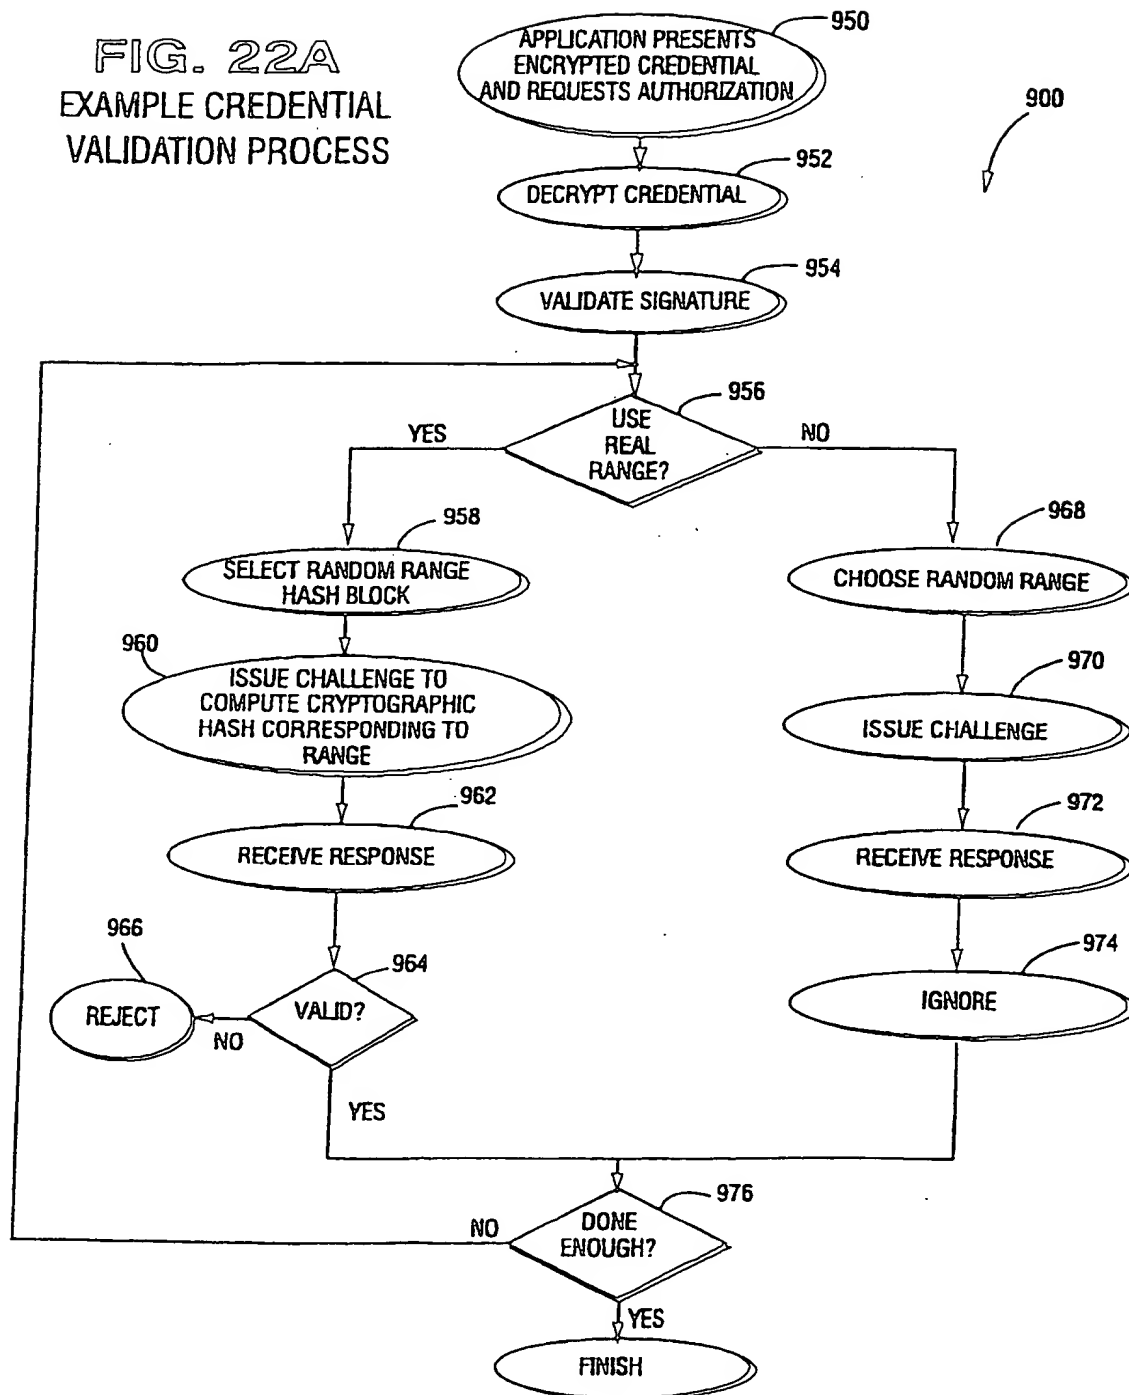 FIG. 22A
EXAMPLE CREDENTIAL
VALIDATION PROCESS
950
APPLICATION PRESENTS
ENCRYPTED CREDENTIAL
AND REQUESTS AUTHORIZATION
900
952
DECRYPT CREDENTIAL
954
VALIDATE SIGNATURE
956
USE
REAL
RANGE?
YES
NO
958
SELECT RANDOM RANGE
HASH BLOCK
968
CHOOSE RANDOM RANGE
960
ISSUE CHALLENGE TO
COMPUTE CRYPTOGRAPHIC
HASH CORRESPONDING TO
RANGE
970
ISSUE CHALLENGE
962
RECEIVE RESPONSE
972
RECEIVE RESPONSE
966
REJECT
964
VALID?
NO
YES
974
IGNORE
976
DONE
ENOUGH?
NO
YES
FINISH